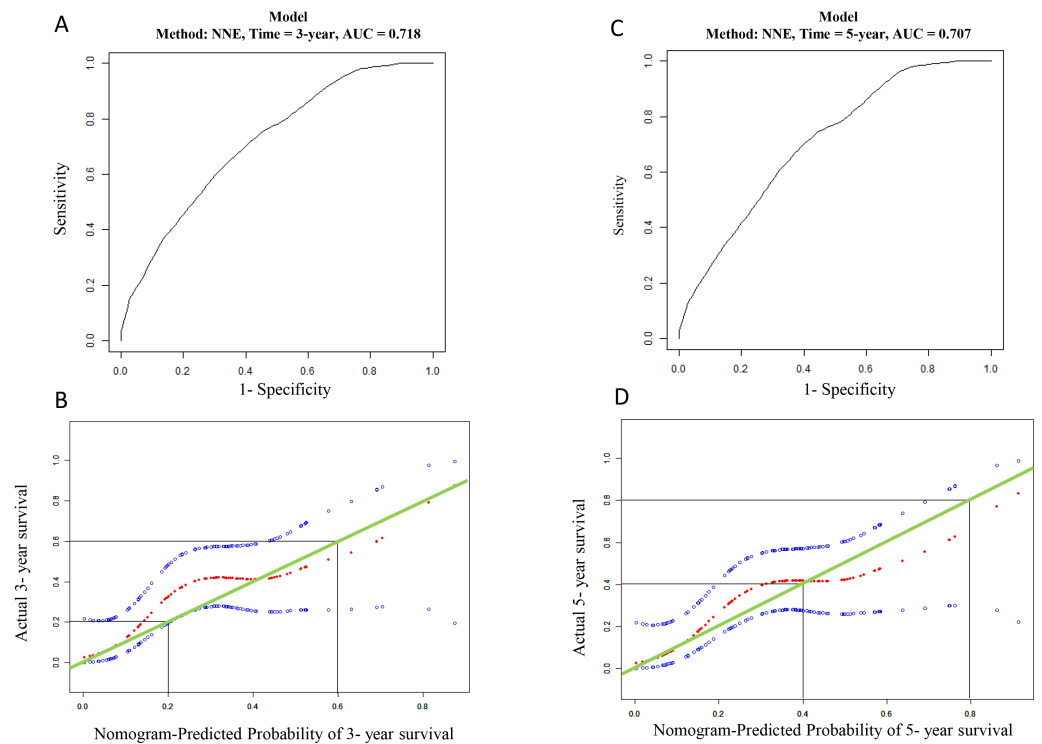 A
Model
Method: NNE, Time = 3-year, AUC = 0.718
Sensitivity
1.0
0.8
0.6
0.4
0.2
0.0
0.0 0.2 0.4 0.6 0.8 1.0
1- Specificity
C
Model
Method: NNE, Time = 5-year, AUC = 0.707
Sensitivity
1.0
0.8
0.6
0.4
0.2
0.0
0.0 0.2 0.4 0.6 0.8 1.0
1- Specificity
B
Actual 3- year survival
1.0
0.8
0.6
0.4
0.2
0.0
0.0 0.2 0.4 0.6 0.8
Nomogram-Predicted Probability of 3- year survival
D
Actual 5- year survival
1.0
0.8
0.6
0.4
0.2
0.0
0.0 0.2 0.4 0.6 0.8
Nomogram-Predicted Probability of 5- year survival